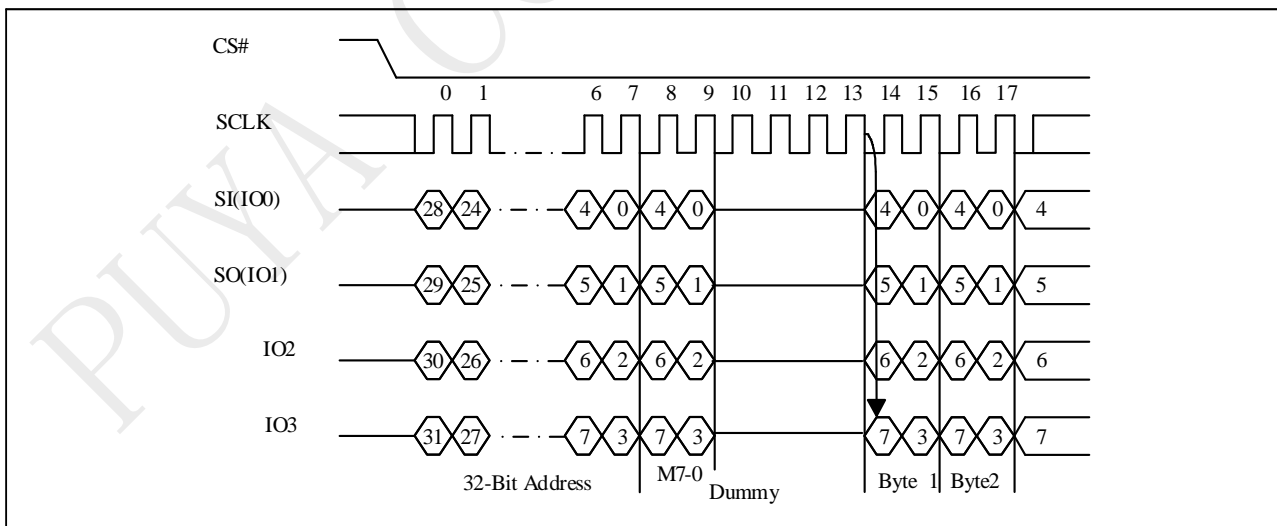 PUYA CO
CS#
0 1 6 7 8 9 10 11 12 13 14 15 16 17
SCLK
SI(IO0) 28 24 4 0 4 0 4 0 4 0 4
SO(IO1) 29 25 5 1 5 1 5 1 5 1 5
IO2 30 26 6 2 6 2 6 2 6 2 6
IO3 31 27 7 3 7 3 7 3 7 3 7
32-Bit Address M7-0 Dummy Byte 1 Byte2